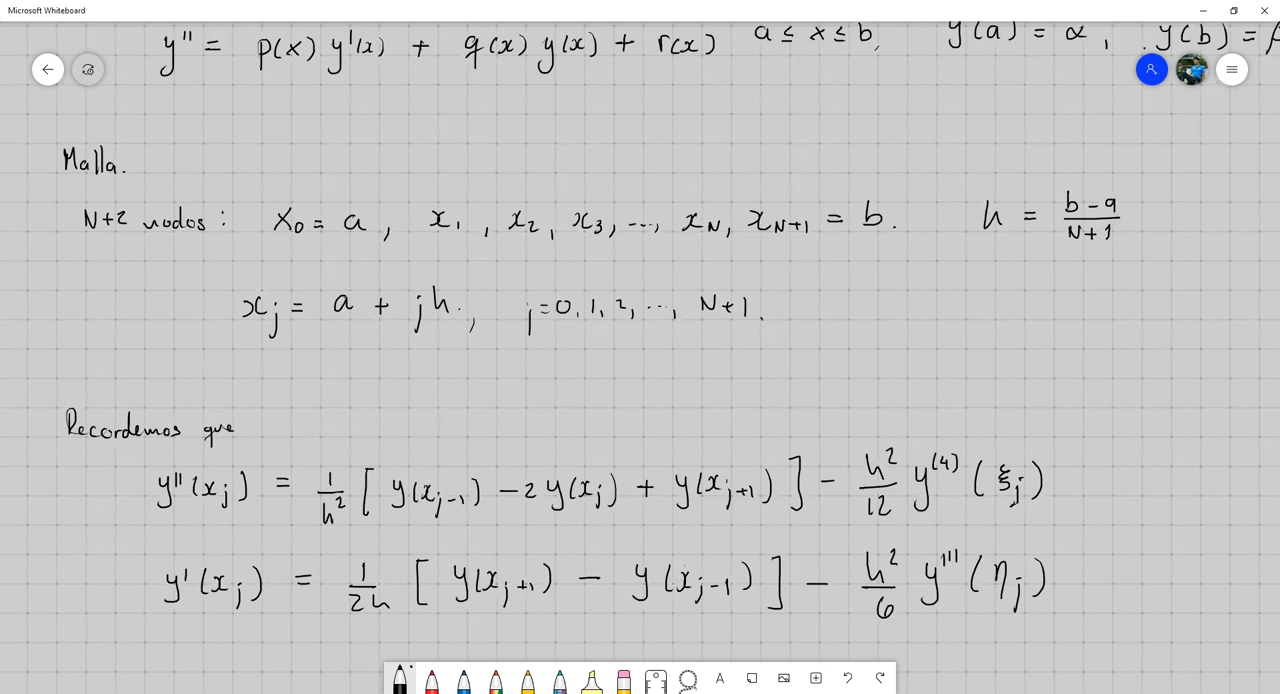 Microsoft Whiteboard
y'' = p(x) y'(x) + q(x) y(x) + r(x) a ≤ x ≤ b, y(a) = α, y(b) = β
Malla.
N+2 nodos: x₀ = a, x₁, x₂, x₃, ..., x_N, x_{N+1} = b. h = (b-a)/(N+1)
x_j = a + jh., j=0, 1, 2, ..., N+1.
Recordemos que
y''(x_j) = 1/h² [ y(x_{j-1}) - 2y(x_j) + y(x_{j+1}) ] - h²/12 y^{(4)}(ξ_j)
y'(x_j) = 1/2h [ y(x_{j+1}) - y(x_{j-1}) ] - h²/6 y'''(η_j)
A